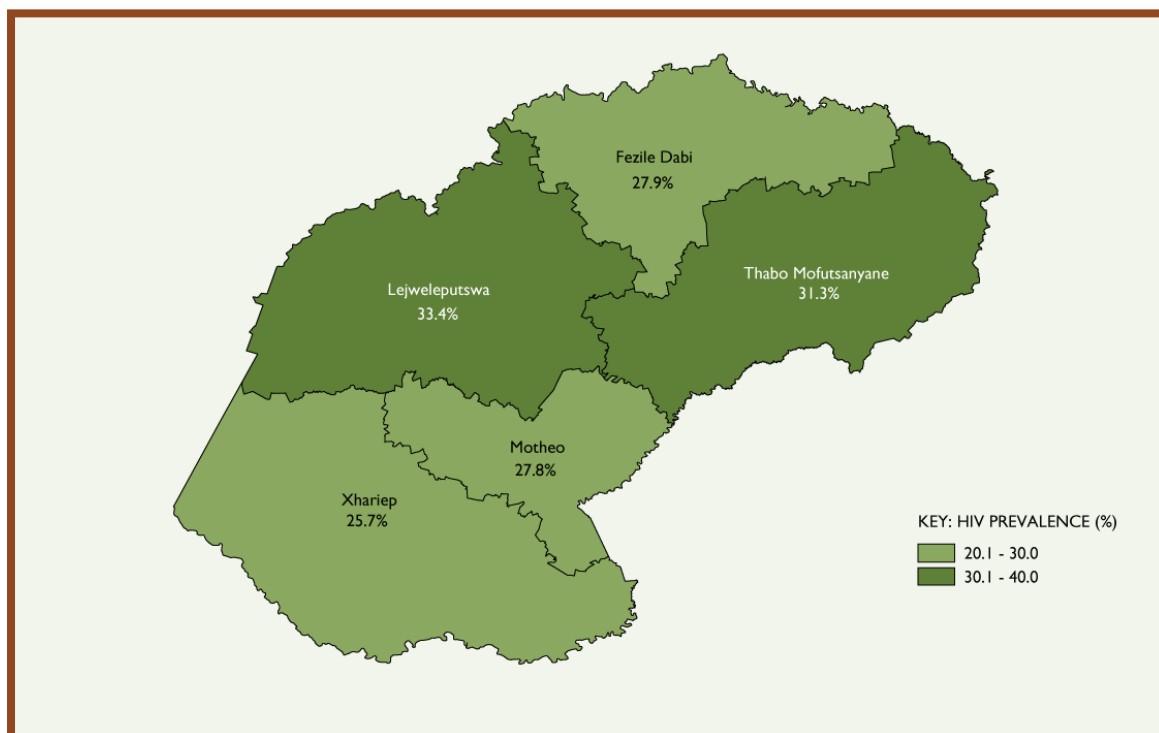 Fezile Dabi
27.9%
Thabo Mofutsanyane
31.3%
Lejweleputswa
33.4%
Motheo
27.8%
Xhariep
25.7%
KEY: HIV PREVALENCE (%)
20.1 - 30.0
30.1 - 40.0